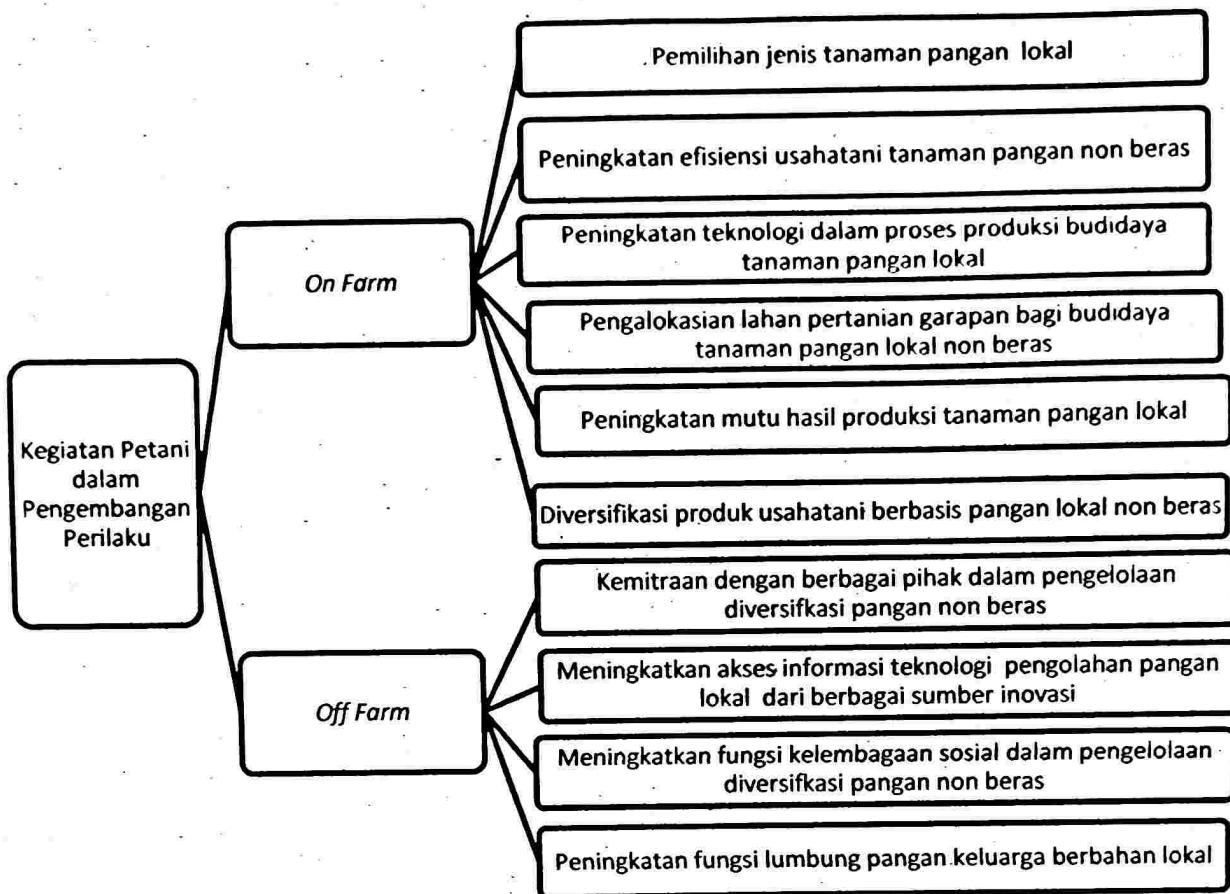 Kegiatan Petani
dalam
Pengembangan
Perilaku
On Farm
Pemilihan jenis tanaman pangan lokal
Peningkatan efisiensi usahatani tanaman pangan non beras
Peningkatan teknologi dalam proses produksi budidaya
tanaman pangan lokal
Pengalokasian lahan pertanian garapan bagi budidaya
tanaman pangan lokal non beras
Peningkatan mutu hasil produksi tanaman pangan lokal
Diversifikasi produk usahatani berbasis pangan lokal non beras
Off Farm
Kemitraan dengan berbagai pihak dalam pengelolaan
diversifkasi pangan non beras
Meningkatkan akses informasi teknologi pengolahan pangan
lokal dari berbagai sumber inovasi
Meningkatkan fungsi kelembagaan sosial dalam pengelolaan
diversifkasi pangan non beras
Peningkatan fungsi lumbung pangan keluarga berbahan lokal